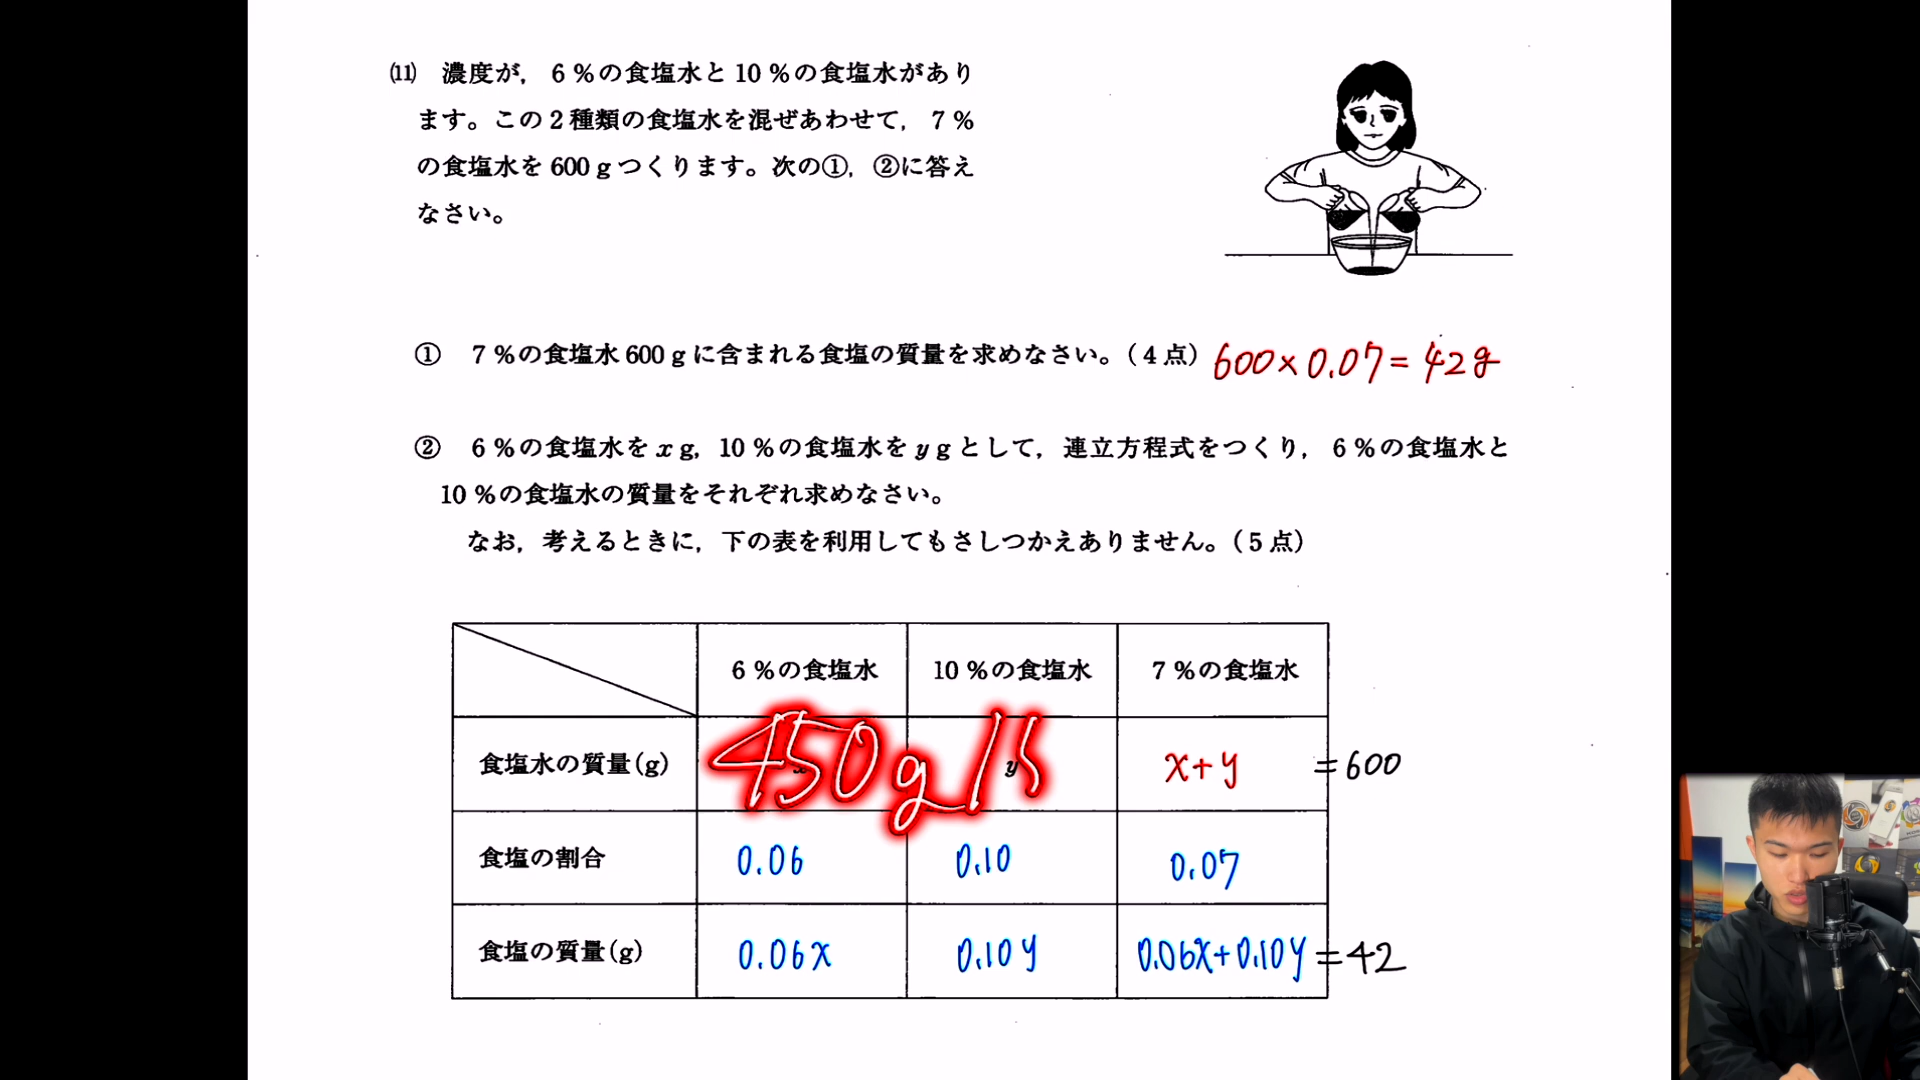 ⑾ 濃度が，6％の食塩水と10％の食塩水があり
ます。この2種類の食塩水を混ぜあわせて，7％
の食塩水を600gつくります。次の①，②に答え
なさい。
① 7％の食塩水600gに含まれる食塩の質量を求めなさい。（4点） 600×0.07=42g
② 6％の食塩水をxg，10％の食塩水をygとして，連立方程式をつくり，6％の食塩水と
10％の食塩水の質量をそれぞれ求めなさい。
なお，考えるときに，下の表を利用してもさしつかえありません。（5点）
6％の食塩水 10％の食塩水 7％の食塩水
食塩水の質量(g) 450g y x+y =600
食塩の割合 0.06 0.10 0.07
食塩の質量(g) 0.06x 0.10y 0.06x+0.10y =42